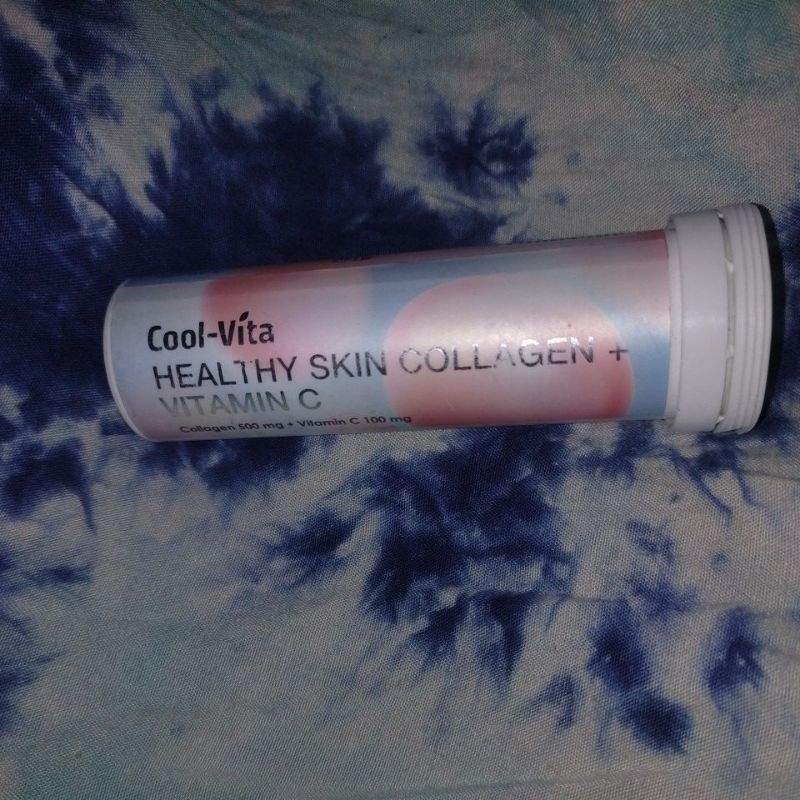 Cool-Vita
HEALTHY SKIN COLLAGEN +
VITAMIN C
Collagen 500 mg + Vitamin C 100 mg